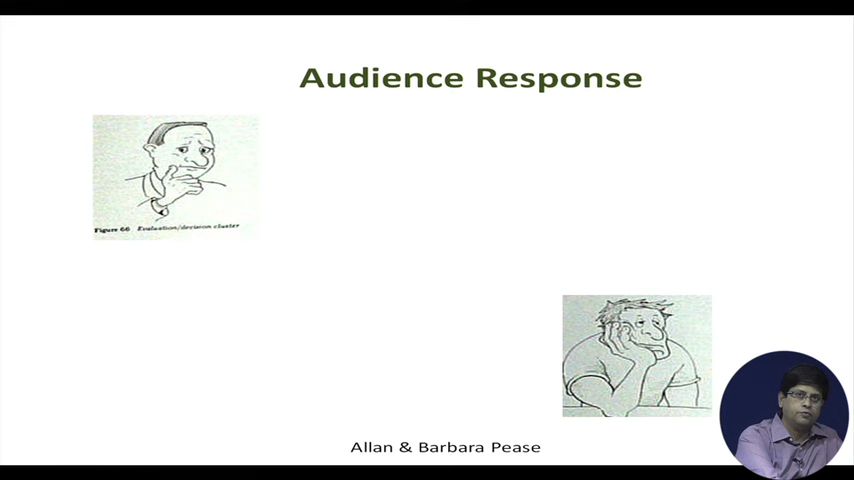 Audience Response
Figure 66 Evaluation/decision cluster
Allan & Barbara Pease